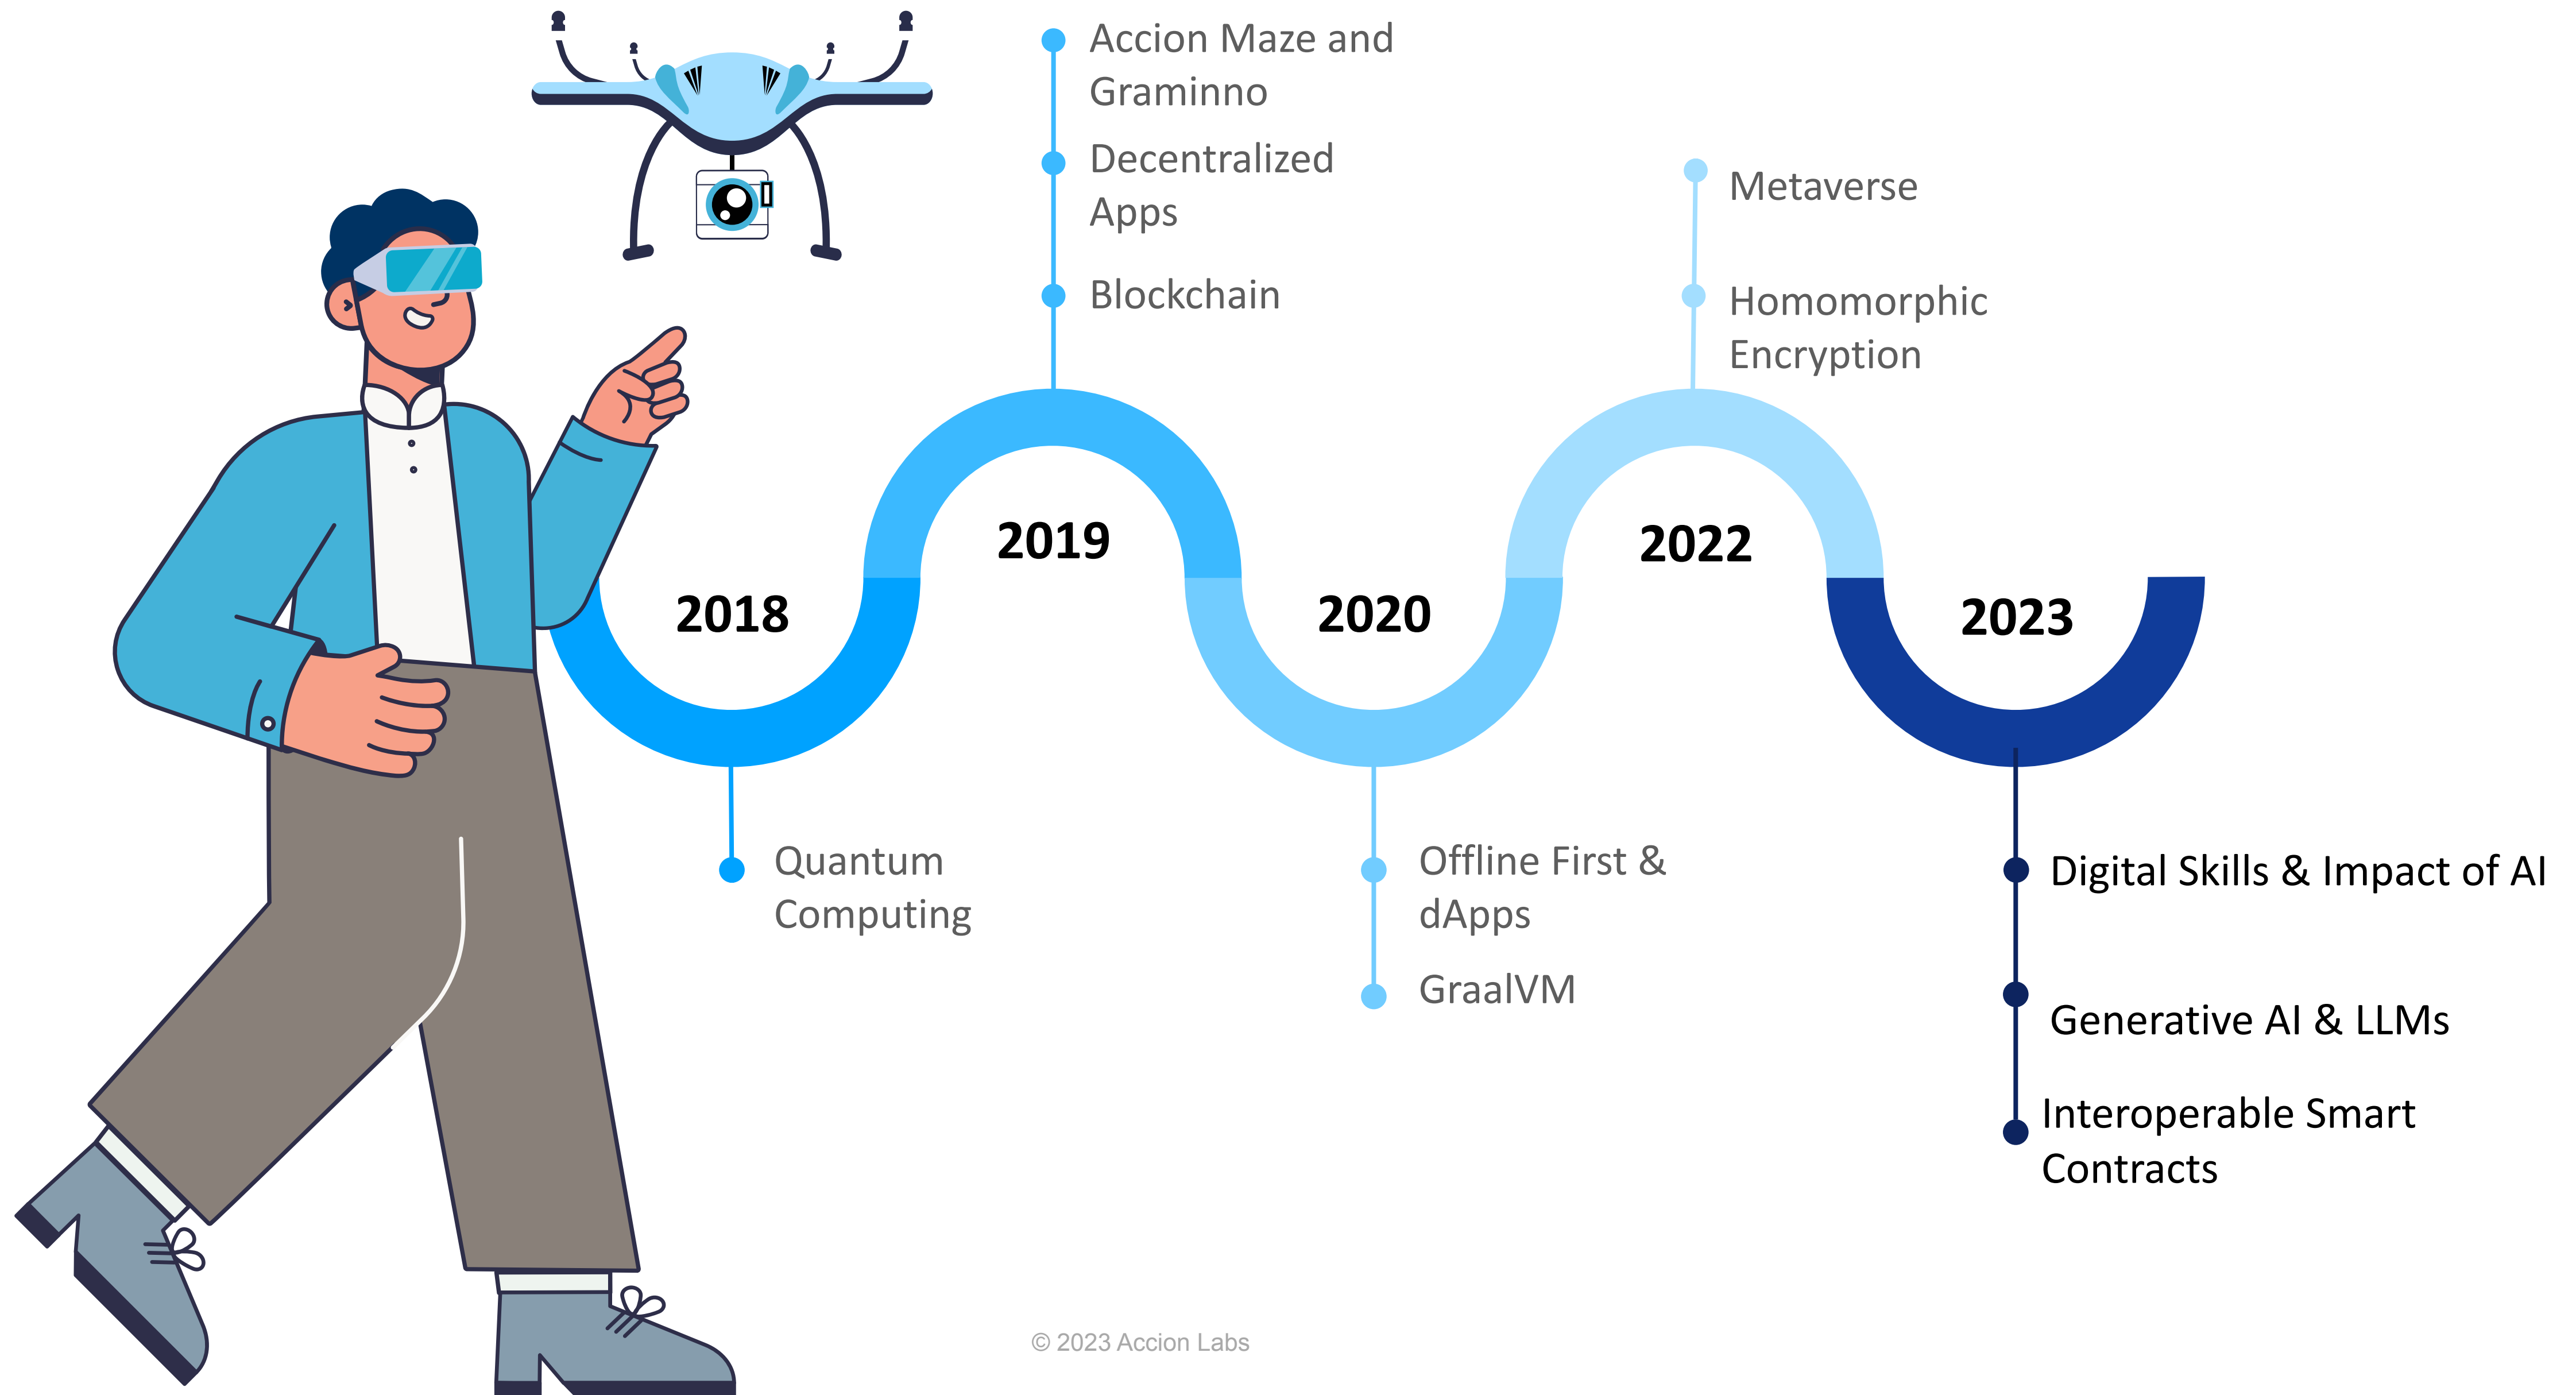 Accion Maze and
Graminno
Decentralized
Apps
Blockchain
Metaverse
Homomorphic
Encryption
2018
2019
2020
2022
2023
Quantum
Computing
Offline First &
dApps
GraalVM
Digital Skills & Impact of AI
Generative AI & LLMs
Interoperable Smart
Contracts
© 2023 Accion Labs